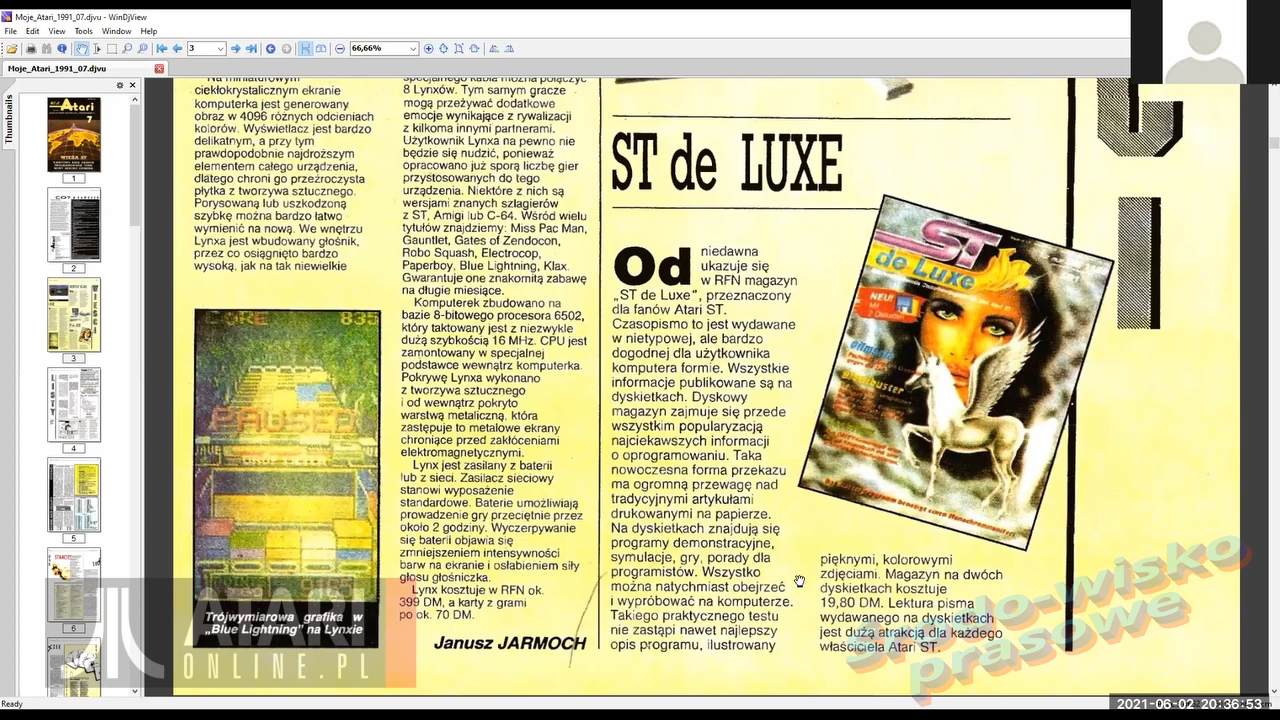 Moje_Atari_1991_07.djvu - WinDjView
File Edit View Tools Window Help
3
66,66%
Moje_Atari_1991_07.djvu
Thumbnails
1
2
3
4
5
6
Na miniaturowym
ciekłokrystalicznym ekranie
komputerka jest generowany
obraz w 4096 różnych odcieniach
kolorów. Wyświetlacz jest bardzo
delikatnym, a przy tym
prawdopodobnie najdroższym
elementem całego urządzenia,
dlatego chroni go przeźroczysta
płytka z tworzywa sztucznego.
Porysowaną lub uszkodzoną
szybkę można bardzo łatwo
wymienić na nową. We wnętrzu
Lynxa jest wbudowany głośnik,
przez co osiągnięto bardzo
wysoką, jak na tak niewielkie
835
PAUSED
Trójwymiarowa grafika w
„Blue Lightning" na Lynxie
specjalnego kabla można połączyć
8 Lynxów. Tym samym gracze
mogą przeżywać dodatkowe
emocje wynikające z rywalizacji
z kilkoma innymi partnerami.
Użytkownik Lynxa na pewno nie
będzie się nudzić, ponieważ
opracowano już sporą liczbę gier
przystosowanych do tego
urządzenia. Niektóre z nich są
wersjami znanych szlagierów
z ST, Amigi lub C-64. Wśród wielu
tytułów znajdziemy: Miss Pac Man,
Gauntlet, Gates of Zendocon,
Robo Squash, Electrocop,
Paperboy, Blue Lightning, Klax.
Gwarantuje one znakomitą zabawę
na długie miesiące.
Komputerek zbudowano na
bazie 8-bitowego procesora 6502,
który taktowany jest z niezwykle
dużą szybkością 16 MHz. CPU jest
zamontowany w specjalnej
podstawce wewnątrz komputerka.
Pokrywę Lynxa wykonano
z tworzywa sztucznego
i od wewnątrz pokryto
warstwą metaliczną, która
zastępuje to metalowe ekrany
chroniące przed zakłóceniami
elektromagnetycznymi.
Lynx jest zasilany z baterii
lub z sieci. Zasilacz sieciowy
stanowi wyposażenie
standardowe. Baterie umożliwiają
prowadzenie gry przeciętnie przez
około 2 godziny. Wyczerpywanie
się baterii objawia się
zmniejszeniem intensywności
barw na ekranie i osłabieniem siły
głosu głośniczka.
Lynx kosztuje w RFN ok.
399 DM, a karty z grami
po ok. 70 DM.
Janusz JARMOCH
ST de LUXE
Od niedawna
ukazuje się
w RFN magazyn
„ST de Luxe", przeznaczony
dla fanów Atari ST.
Czasopismo to jest wydawane
w nietypowej, ale bardzo
dogodnej dla użytkownika
komputera formie. Wszystkie
informacje publikowane są na
dyskietkach. Dyskowy
magazyn zajmuje się przede
wszystkim popularyzacją
najciekawszych informacji
o oprogramowaniu. Taka
nowoczesna forma przekazu
ma ogromną przewagę nad
tradycyjnymi artykułami
drukowanymi na papierze.
Na dyskietkach znajdują się
programy demonstracyjne,
symulacje, gry, porady dla
programistów. Wszystko
można natychmiast obejrzeć
i wypróbować na komputerze.
Takiego praktycznego testu
nie zastąpi nawet najlepszy
opis programu, ilustrowany
ST
de Luxe
NEU!
pięknymi, kolorowymi
zdjęciami. Magazyn na dwóch
dyskietkach kosztuje
19,80 DM. Lektura pisma
wydawanego na dyskietkach
jest dużą atrakcją dla każdego
właściciela Atari ST.
ATARI
ONLINE.PL
prasowe
Ready
2021-06-02 20:36:53